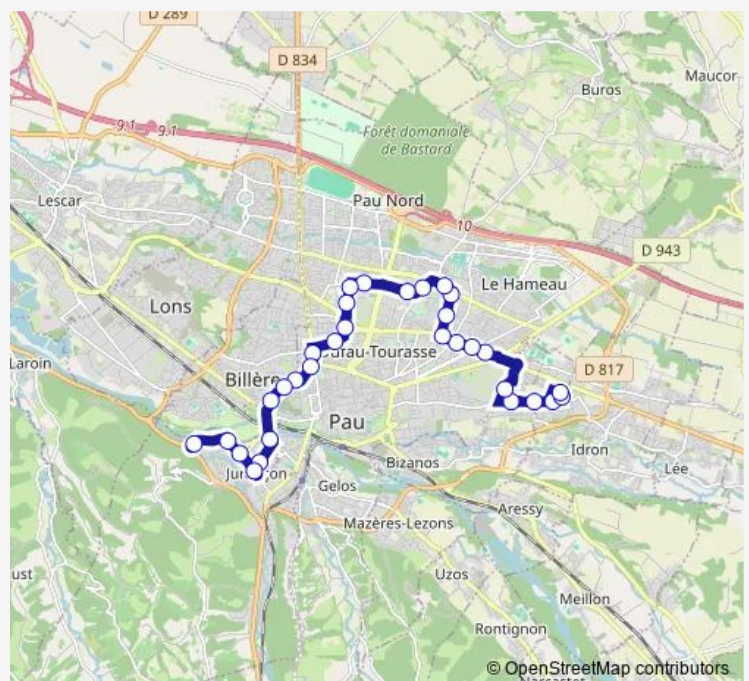 D 289
D 834
Maucor
Buros
9.1
9.1
Forêt domaniale
de Bastard
Lescar
Pau Nord
10
D 943
Le Hameau
Lons
Laroin
D 817
Billère
Pau
Idron
Bizanos
Lée
Gelos
Aressy
Mazères-Lezons
Uzos
Meillon
Rontignon
© OpenStreetMap contributors